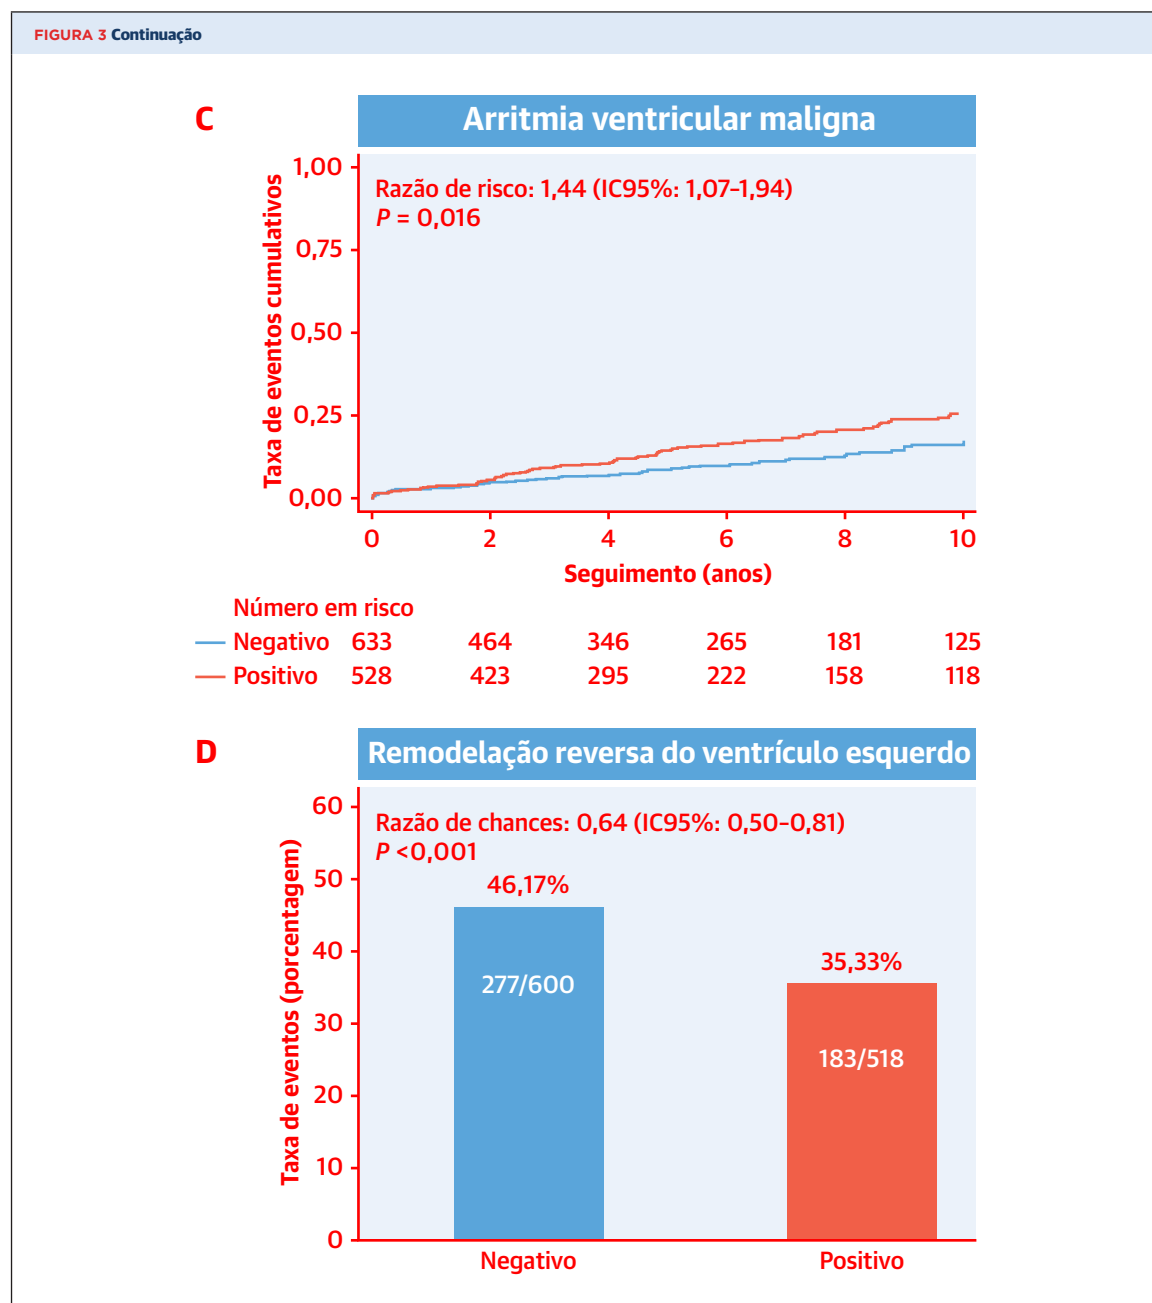 FIGURA 3 Continuação
C
Arritmia ventricular maligna
Taxa de eventos cumulativos
1,00
0,75
0,50
0,25
0,00
Razão de risco: 1,44 (IC95%: 1,07-1,94)
P = 0,016
0 2 4 6 8 10
Seguimento (anos)
Número em risco
Negativo 633 464 346 265 181 125
Positivo 528 423 295 222 158 118
D
Remodelação reversa do ventrículo esquerdo
Taxa de eventos (porcentagem)
60
50
40
30
20
10
0
Razão de chances: 0,64 (IC95%: 0,50-0,81)
P <0,001
46,17%
277/600
35,33%
183/518
Negativo Positivo